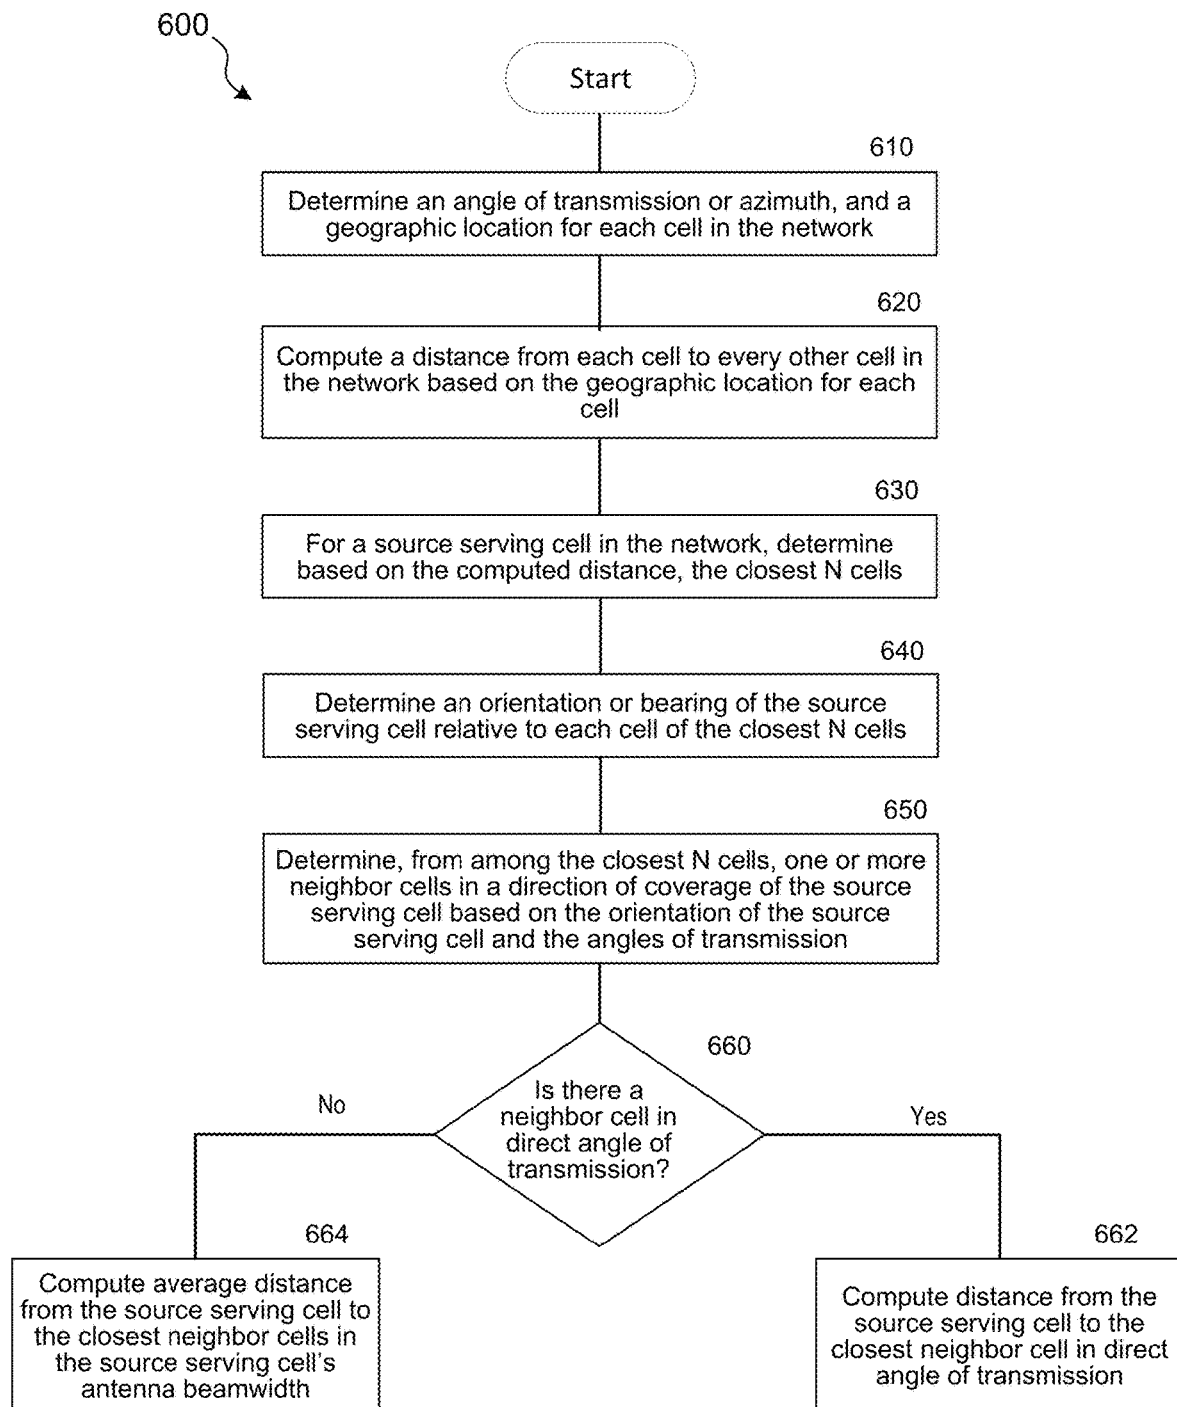 600
Start
610
Determine an angle of transmission or azimuth, and a
geographic location for each cell in the network
620
Compute a distance from each cell to every other cell in
the network based on the geographic location for each
cell
630
For a source serving cell in the network, determine
based on the computed distance, the closest N cells
640
Determine an orientation or bearing of the source
serving cell relative to each cell of the closest N cells
650
Determine, from among the closest N cells, one or more
neighbor cells in a direction of coverage of the source
serving cell based on the orientation of the source
serving cell and the angles of transmission
660
Is there a
neighbor cell in
direct angle of
transmission?
No
Yes
664
Compute average distance
from the source serving cell to
the closest neighbor cells in
the source serving cell's
antenna beamwidth
662
Compute distance from the
source serving cell to the
closest neighbor cell in direct
angle of transmission